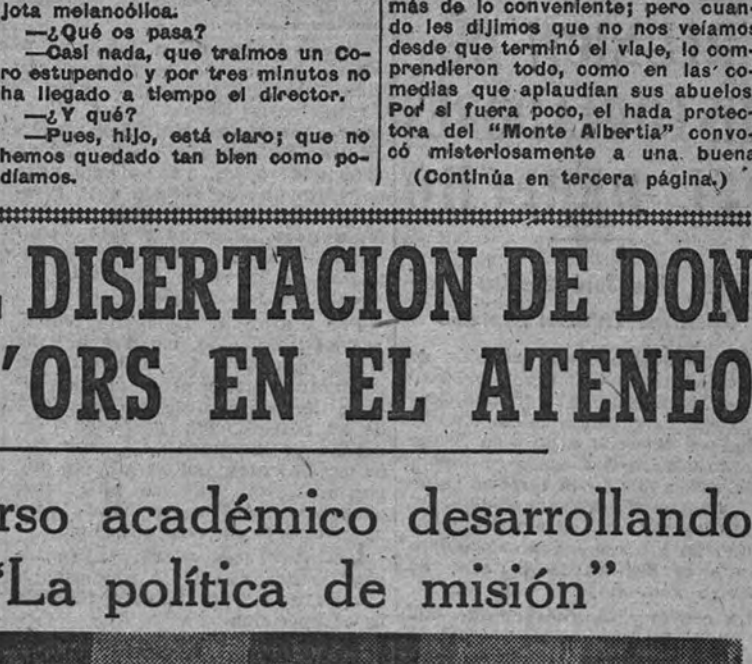 jota melancólica.
—¿Qué os pasa?
—Casi nada, que traímos un Co-
ro estupendo y por tres minutos no
ha llegado a tiempo el director.
—¿Y qué?
—Pues, hijo, está claro; que no
hemos quedado tan bien como po-
díamos.
más de lo conveniente; pero cuan-
do les dijimos que no nos veíamos
desde que terminó el viaje, lo com-
prendieron todo, como en las co-
medias que aplaudían sus abuelos.
Por si fuera poco, el hada protec-
tora del "Monte Albertia" convo-
có misteriosamente a una buena
(Continúa en tercera página.)
DISERTACION DE DON
'ORS EN EL ATENEO
rso académico desarrollando
"La política de misión"